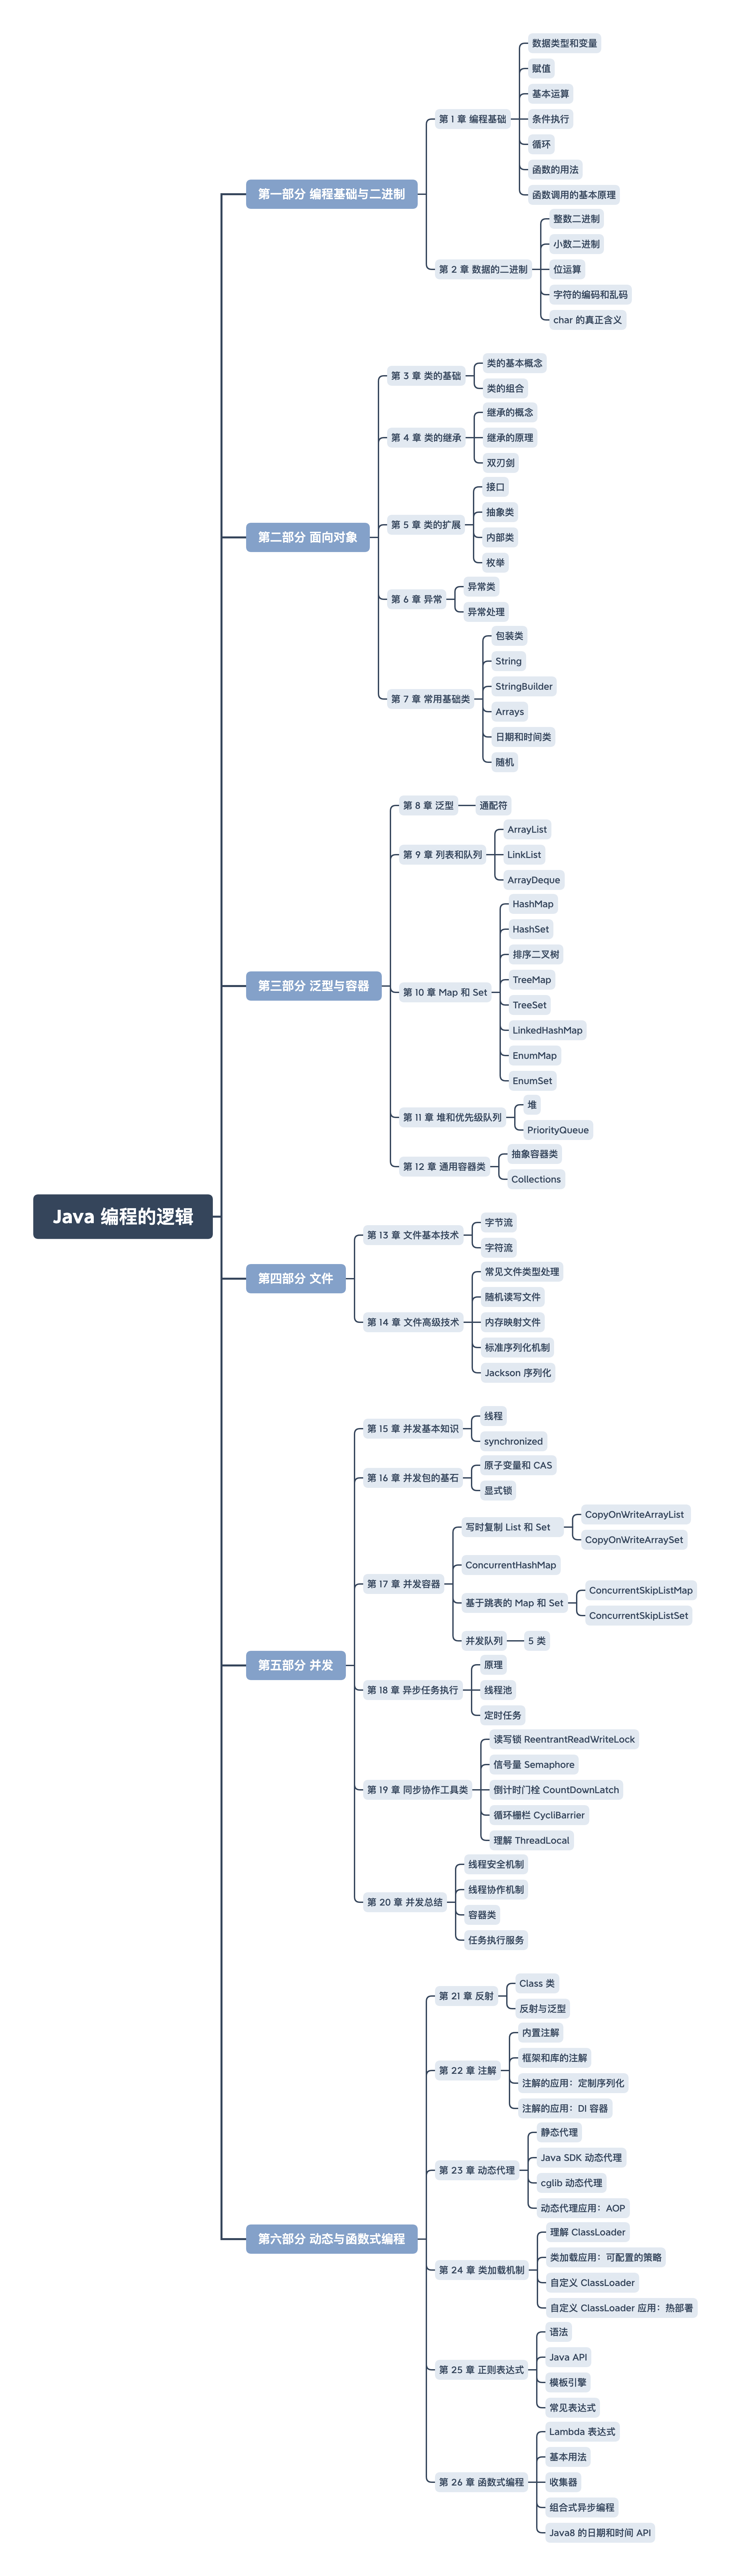 Java 编程的逻辑
第一部分 编程基础与二进制
第 1 章 编程基础
数据类型和变量
赋值
基本运算
条件执行
循环
函数的用法
函数调用的基本原理
第 2 章 数据的二进制
整数二进制
小数二进制
位运算
字符的编码和乱码
char 的真正含义
第二部分 面向对象
第 3 章 类的基础
类的基本概念
类的组合
第 4 章 类的继承
继承的概念
继承的原理
双刃剑
第 5 章 类的扩展
接口
抽象类
内部类
枚举
第 6 章 异常
异常类
异常处理
第 7 章 常用基础类
包装类
String
StringBuilder
Arrays
日期和时间类
随机
第三部分 泛型与容器
第 8 章 泛型
通配符
第 9 章 列表和队列
ArrayList
LinkList
ArrayDeque
第 10 章 Map 和 Set
HashMap
HashSet
排序二叉树
TreeMap
TreeSet
LinkedHashMap
EnumMap
EnumSet
第 11 章 堆和优先级队列
堆
PriorityQueue
第 12 章 通用容器类
抽象容器类
Collections
第四部分 文件
第 13 章 文件基本技术
字节流
字符流
第 14 章 文件高级技术
常见文件类型处理
随机读写文件
内存映射文件
标准序列化机制
Jackson 序列化
第五部分 并发
第 15 章 并发基本知识
线程
synchronized
第 16 章 并发包的基石
原子变量和 CAS
显式锁
第 17 章 并发容器
写时复制 List 和 Set
CopyOnWriteArrayList
CopyOnWriteArraySet
ConcurrentHashMap
基于跳表的 Map 和 Set
ConcurrentSkipListMap
ConcurrentSkipListSet
并发队列
5 类
第 18 章 异步任务执行
原理
线程池
定时任务
第 19 章 同步协作工具类
读写锁 ReentrantReadWriteLock
信号量 Semaphore
倒计时门栓 CountDownLatch
循环栅栏 CycliBarrier
理解 ThreadLocal
第 20 章 并发总结
线程安全机制
线程协作机制
容器类
任务执行服务
第六部分 动态与函数式编程
第 21 章 反射
Class 类
反射与泛型
第 22 章 注解
内置注解
框架和库的注解
注解的应用：定制序列化
注解的应用：DI 容器
第 23 章 动态代理
静态代理
Java SDK 动态代理
cglib 动态代理
动态代理应用：AOP
第 24 章 类加载机制
理解 ClassLoader
类加载应用：可配置的策略
自定义 ClassLoader
自定义 ClassLoader 应用：热部署
第 25 章 正则表达式
语法
Java API
模板引擎
常见表达式
第 26 章 函数式编程
Lambda 表达式
基本用法
收集器
组合式异步编程
Java8 的日期和时间 API